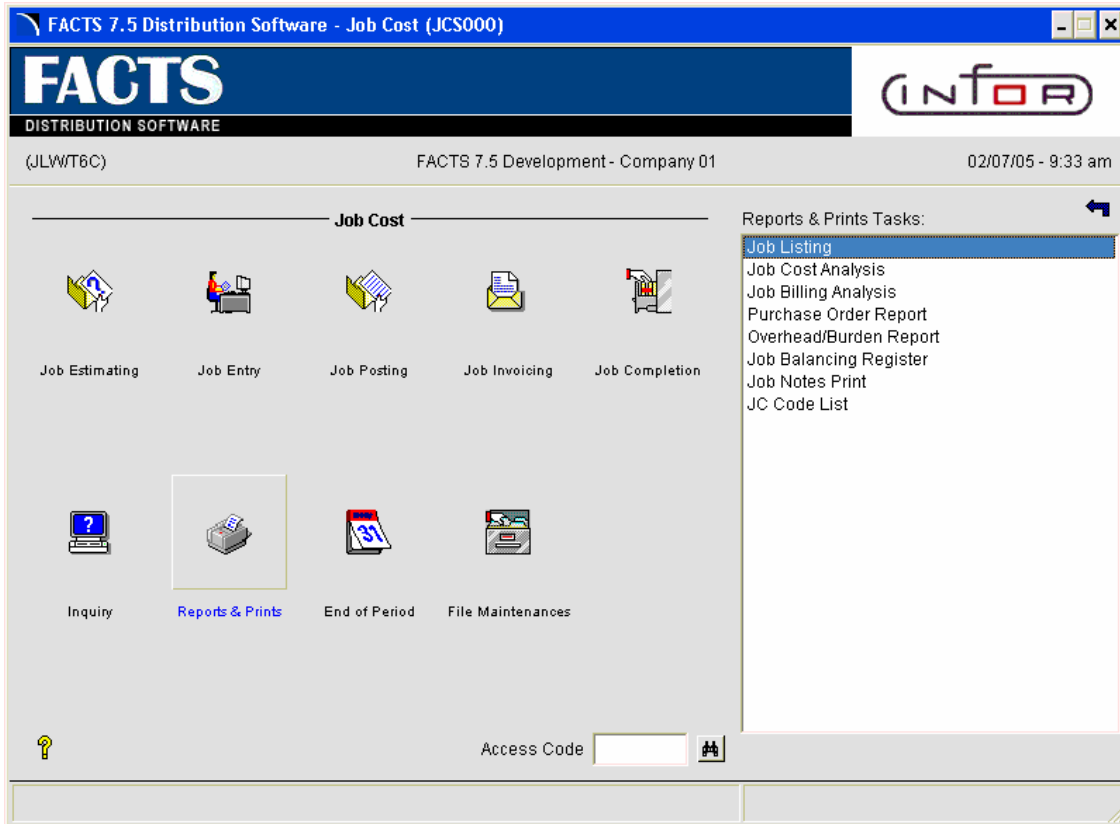 FACTS 7.5 Distribution Software - Job Cost (JCS000)
FACTS
DISTRIBUTION SOFTWARE
infor
(JLW/T6C) FACTS 7.5 Development - Company 01 02/07/05 - 9:33 am
Job Cost
Job Estimating Job Entry Job Posting Job Invoicing Job Completion
Inquiry Reports & Prints End of Period File Maintenances
31
?
Access Code
Reports & Prints Tasks:
Job Listing
Job Cost Analysis
Job Billing Analysis
Purchase Order Report
Overhead/Burden Report
Job Balancing Register
Job Notes Print
JC Code List